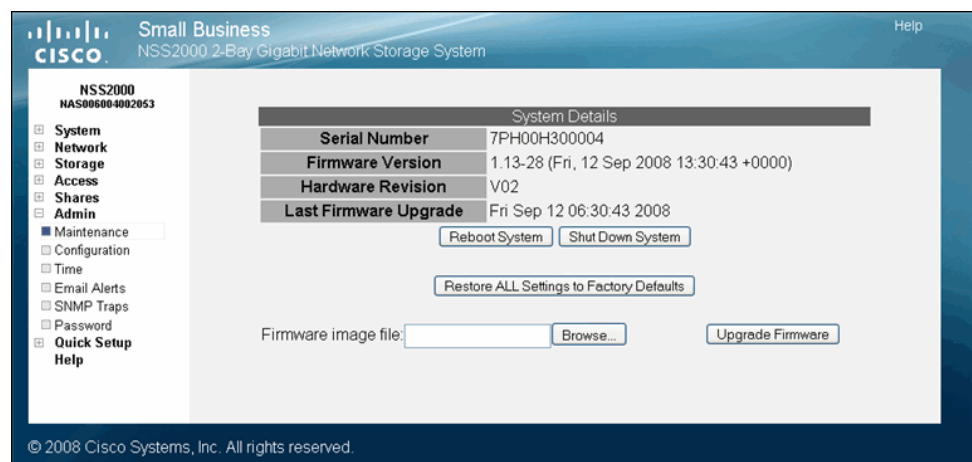 Small Business
Help
CISCO. NSS2000 2-Bay Gigabit Network Storage System
NSS2000
NAS006004002053
System
Network
Storage
Access
Shares
Admin
Maintenance
Configuration
Time
Email Alerts
SNMP Traps
Password
Quick Setup
Help
System Details
Serial Number 7PH00H300004
Firmware Version 1.13-28 (Fri, 12 Sep 2008 13:30:43 +0000)
Hardware Revision V02
Last Firmware Upgrade Fri Sep 12 06:30:43 2008
Reboot System Shut Down System
Restore ALL Settings to Factory Defaults
Firmware image file: Browse... Upgrade Firmware
© 2008 Cisco Systems, Inc. All rights reserved.